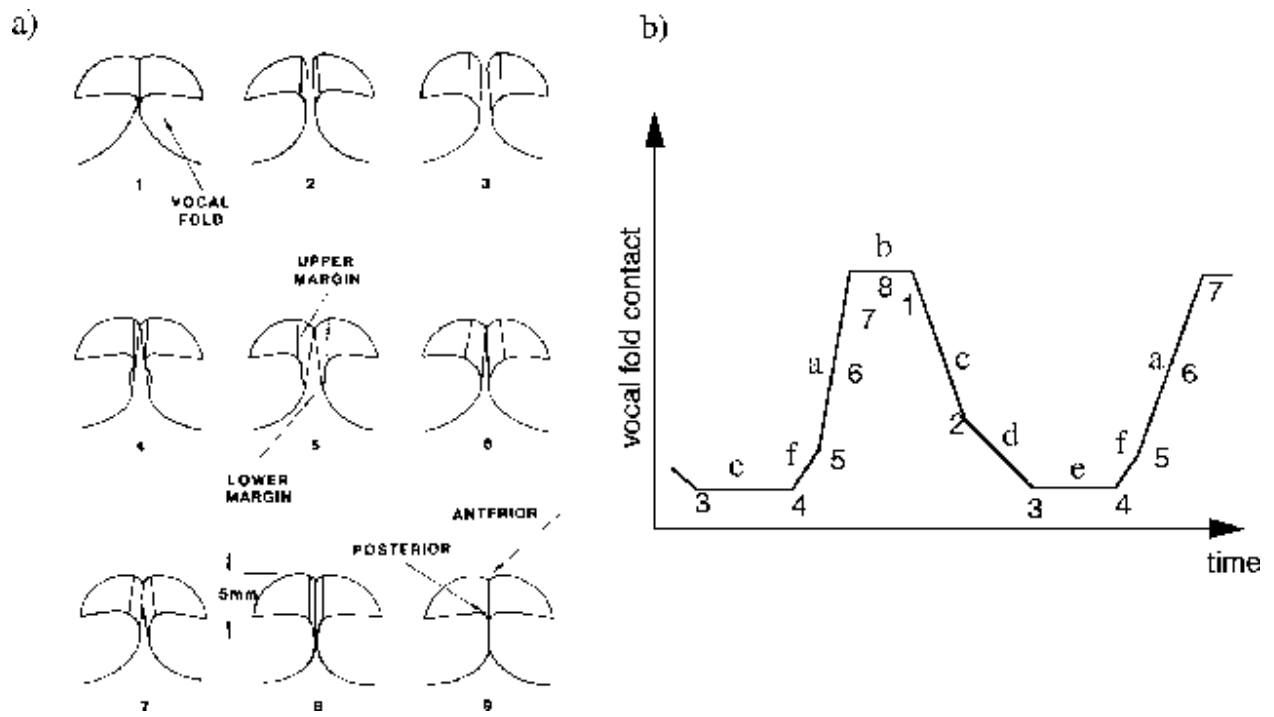 a)
1
2
3
VOCAL
FOLD
UPPER
MARGIN
4
5
6
LOWER
MARGIN
ANTERIOR
POSTERIOR
5mm
7
8
9
b)
vocal fold contact
b
8
1
7
7
a
6
c
a
6
2
d
c
f
5
e
f
5
3
4
3
4
time